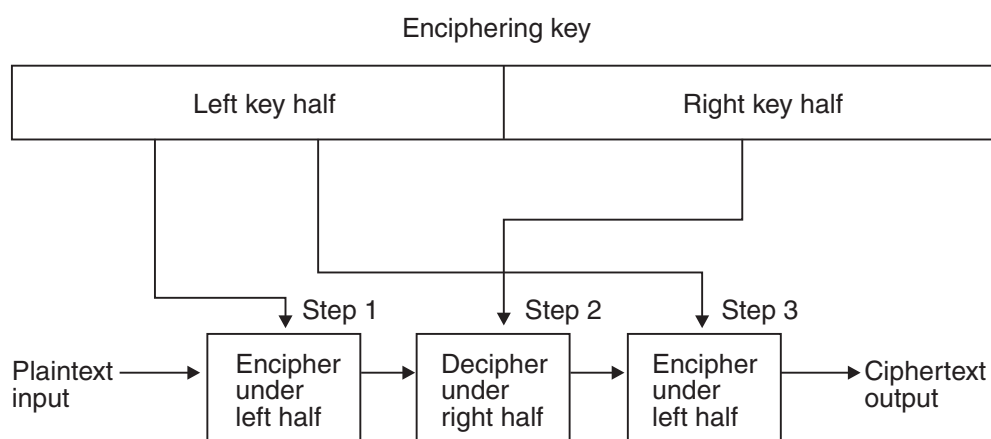 Enciphering key
Left key half
Right key half
Step 1
Step 2
Step 3
Plaintext
input
Encipher
under
left half
Decipher
under
right half
Encipher
under
left half
Ciphertext
output